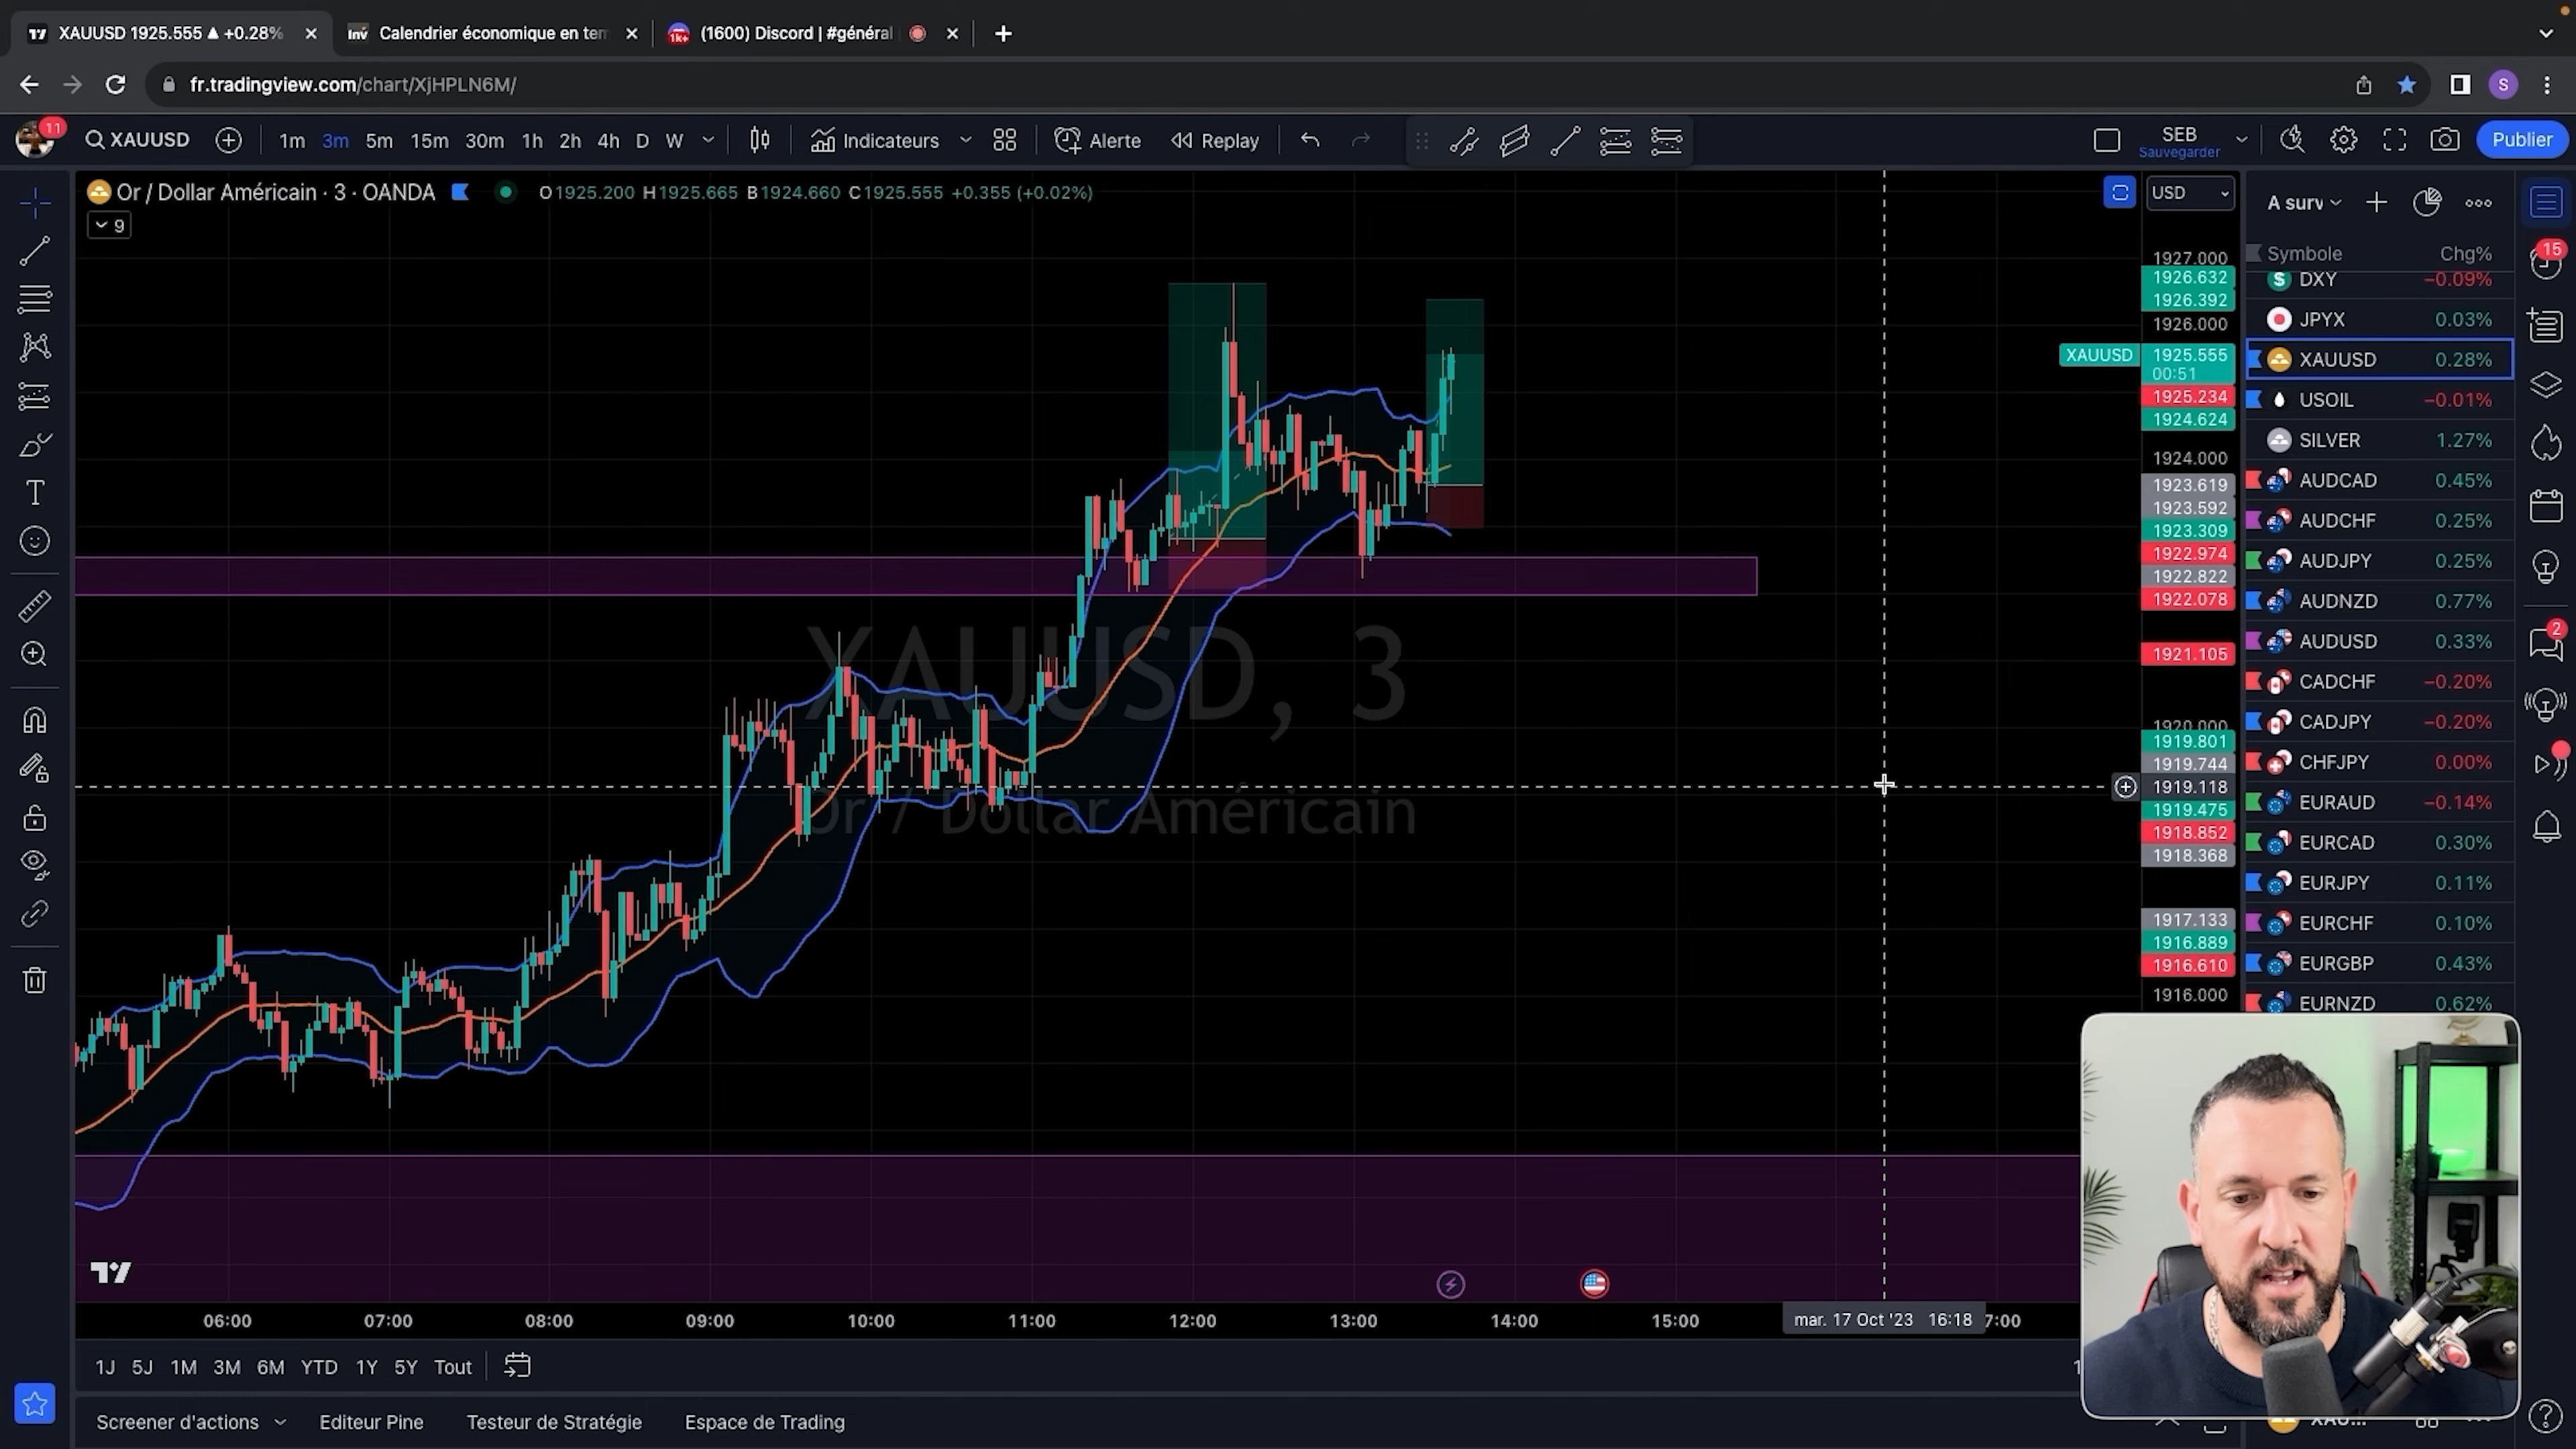 XAUUSD 1925.555 ▲ +0.28%
Calendrier économique en tem
(1600) Discord | #général
fr.tradingview.com/chart/XjHPLN6M/
S
11
XAUUSD
1m 3m 5m 15m 30m 1h 2h 4h D W
Indicateurs
Alerte
Replay
SEB
Sauvegarder
Publier
Or / Dollar Américain · 3 · OANDA
O1925.200 H1925.665 B1924.660 C1925.555 +0.355 (+0.02%)
9
USD
XAUUSD, 3
Or / Dollar Américain
1927.000
1926.632
1926.392
1926.000
XAUUSD 1925.555
00:51
1925.234
1924.624
1924.000
1923.619
1923.592
1923.309
1922.974
1922.822
1922.078
1921.105
1920.000
1919.801
1919.744
1919.118
1919.475
1918.852
1918.368
1917.133
1916.889
1916.610
1916.000
A surv
Symbole Chg%
DXY −0.09%
JPYX 0.03%
XAUUSD 0.28%
USOIL −0.01%
SILVER 1.27%
AUDCAD 0.45%
AUDCHF 0.25%
AUDJPY 0.25%
AUDNZD 0.77%
AUDUSD 0.33%
CADCHF −0.20%
CADJPY −0.20%
CHFJPY 0.00%
EURAUD −0.14%
EURCAD 0.30%
EURJPY 0.11%
EURCHF 0.10%
EURGBP 0.43%
EURNZD 0.62%
15
2
06:00 07:00 08:00 09:00 10:00 11:00 12:00 13:00 14:00 15:00 mar. 17 Oct '23 16:18 7:00
1J 5J 1M 3M 6M YTD 1Y 5Y Tout
Screener d'actions Editeur Pine Testeur de Stratégie Espace de Trading